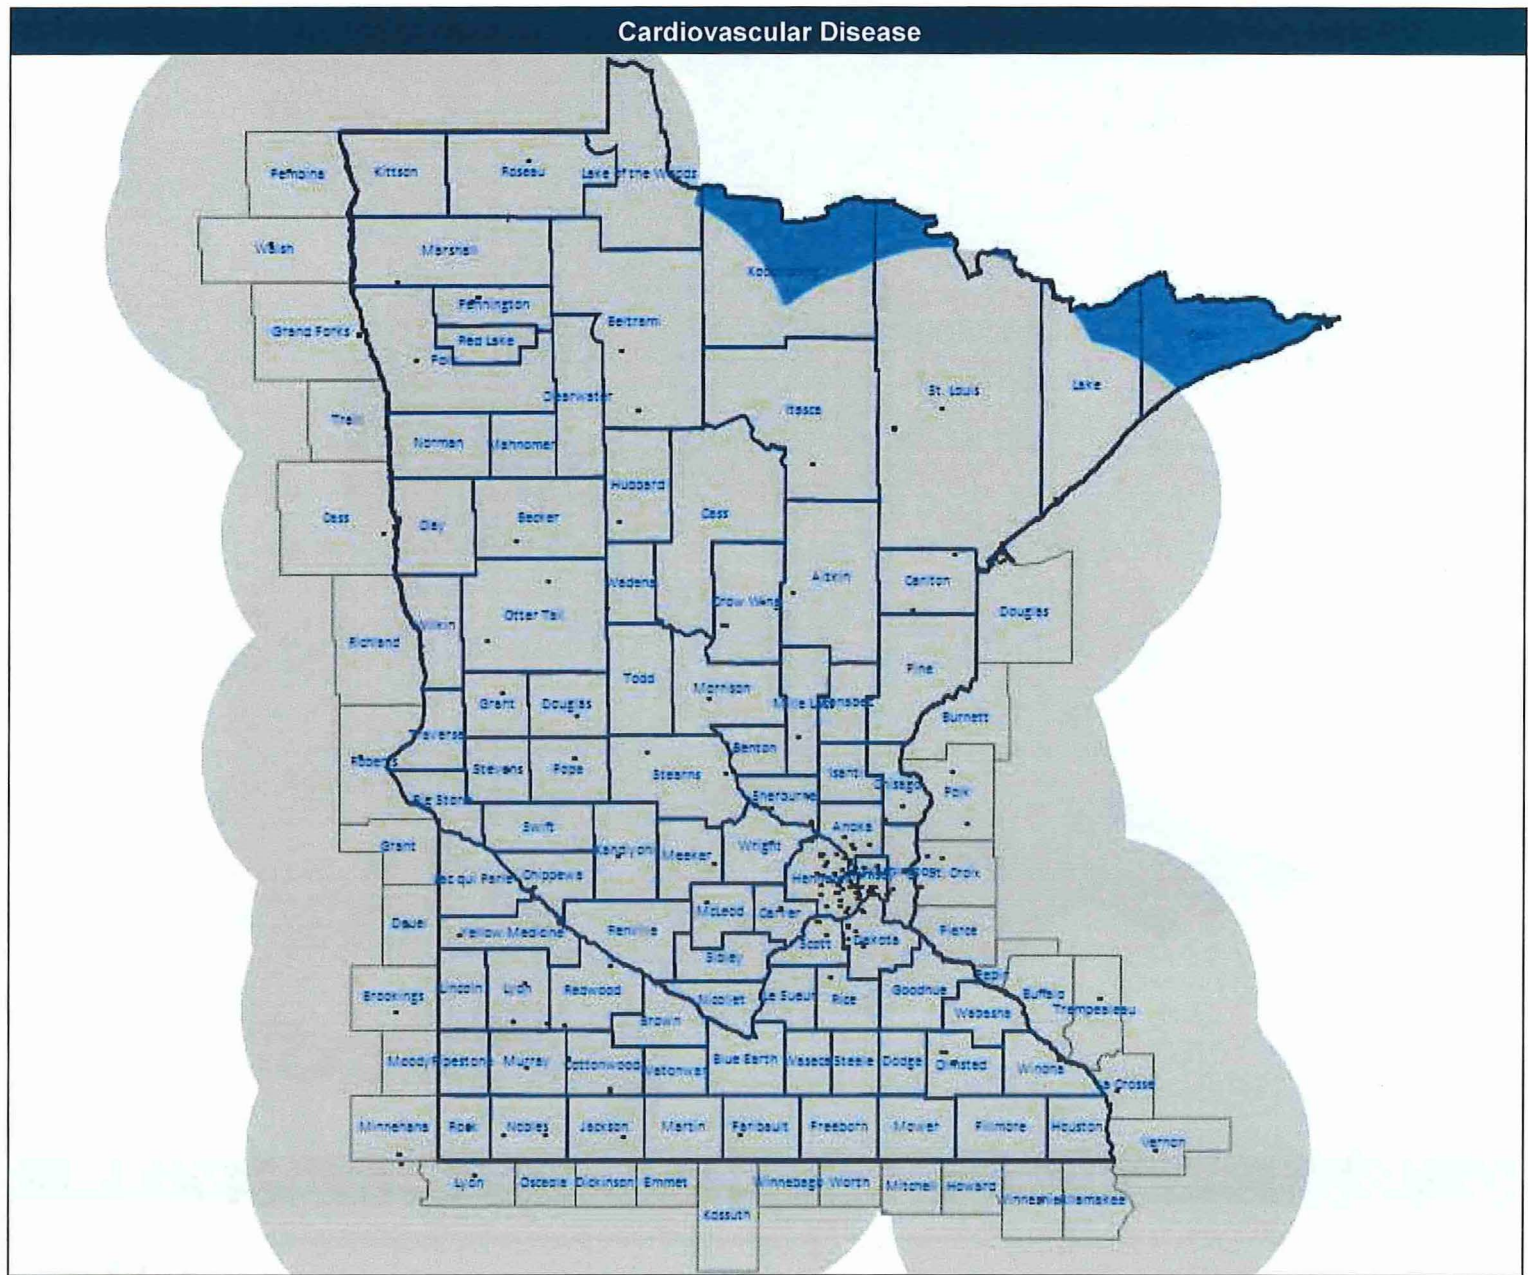 Cardiovascular Disease
Pembina
Kittson
Roseau
Lake of the Woods
Walsh
Marshall
Pennington
Grand Forks
Red Lake
Beltrami
Clearwater
Itasca
St. Louis
Lake
Traill
Norman
Mahnomen
Hubbard
Cass
Clay
Becker
Cass
Wadena
Crow Wing
Aitkin
Carlton
Douglas
Richland
Wilkin
Otter Tail
Todd
Morrison
Pine
Grant
Douglas
Burnett
Traverse
Roberts
Stevens
Pope
Stearns
Benton
Isanti
Chisago
Polk
Big Stone
Sherburne
Swift
Anoka
Grant
Kandiyohi
Meeker
Wright
Lac qui Parle
Chippewa
St. Croix
Deuel
McLeod
Carver
Yellow Medicine
Renville
Scott
Dakota
Pierce
Sibley
Pepin
Brookings
Lincoln
Lyon
Redwood
Nicollet
Le Sueur
Rice
Goodhue
Buffalo
Wabasha
Trempealeau
Brown
Moody
Pipestone
Murray
Cottonwood
Watonwan
Blue Earth
Waseca
Steele
Dodge
Olmsted
Winona
La Crosse
Minnehaha
Rock
Nobles
Jackson
Martin
Faribault
Freeborn
Mower
Fillmore
Houston
Vernon
Lyon
Osceola
Dickinson
Emmet
Kossuth
Winnebago
Worth
Mitchell
Howard
Winneshiek
Allamakee